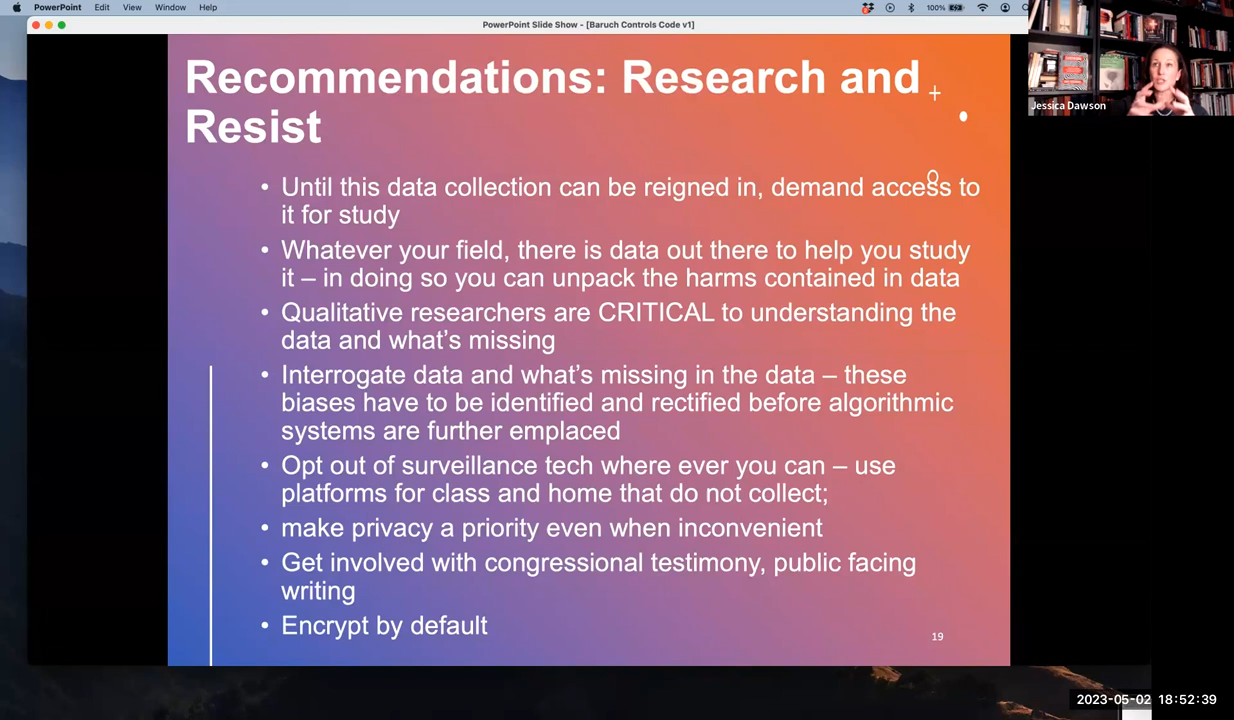 PowerPoint Edit View Window Help
100%
PowerPoint Slide Show - [Baruch Controls Code v1]
Jessica Dawson
Recommendations: Research and
Resist
• Until this data collection can be reigned in, demand access to
it for study
• Whatever your field, there is data out there to help you study
it – in doing so you can unpack the harms contained in data
• Qualitative researchers are CRITICAL to understanding the
data and what’s missing
• Interrogate data and what’s missing in the data – these
biases have to be identified and rectified before algorithmic
systems are further emplaced
• Opt out of surveillance tech where ever you can – use
platforms for class and home that do not collect;
• make privacy a priority even when inconvenient
• Get involved with congressional testimony, public facing
writing
• Encrypt by default
19
2023-05-02 18:52:39